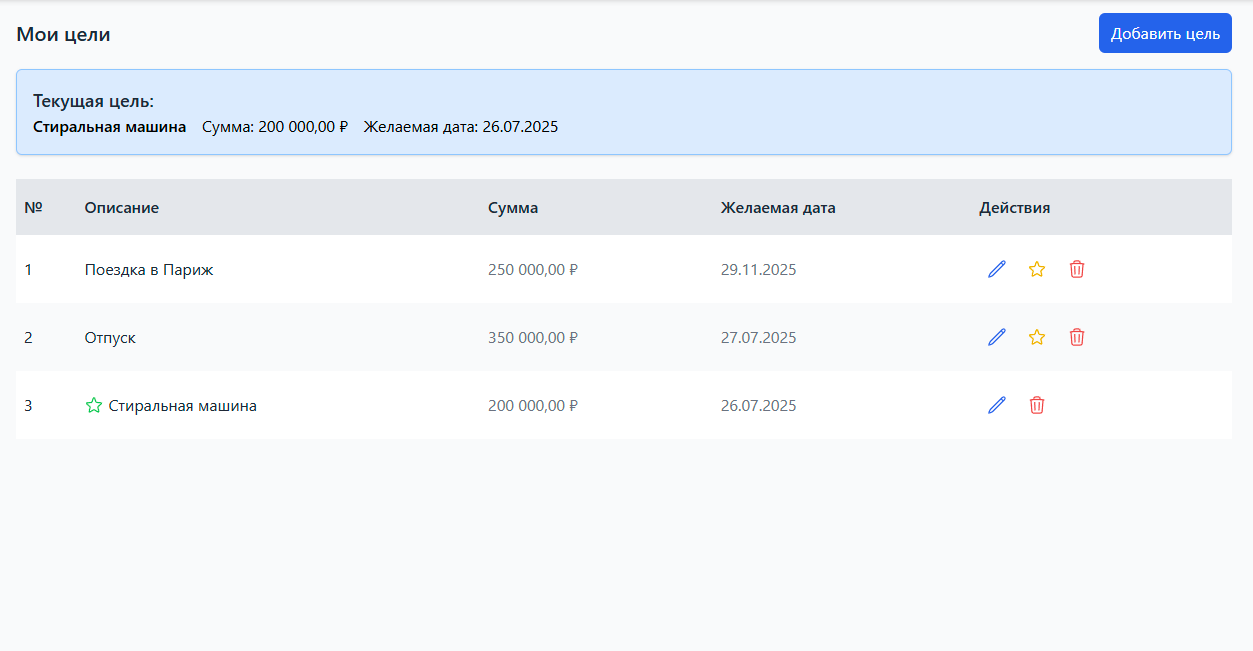 Мои цели
Добавить цель
Текущая цель:
Стиральная машина Сумма: 200 000,00 ₽ Желаемая дата: 26.07.2025
№ Описание Сумма Желаемая дата Действия
1 Поездка в Париж 250 000,00 ₽ 29.11.2025
2 Отпуск 350 000,00 ₽ 27.07.2025
3 Стиральная машина 200 000,00 ₽ 26.07.2025